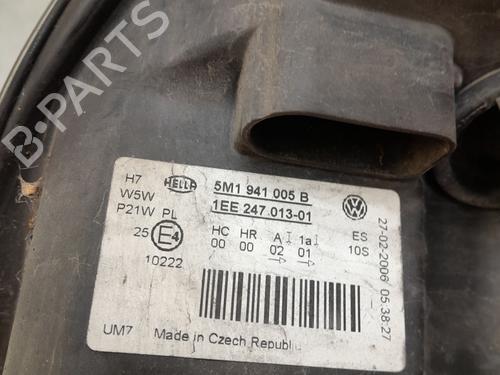 B-PARTS
H7
W5W
P21W PL
HELLA
5M1 941 005 B
1EE 247.013-01
25 E4
10222
HC HR A 1a
00 00 02 01
ES
10S
27-02-2006 05:38:27
UM7 Made in Czech Republic